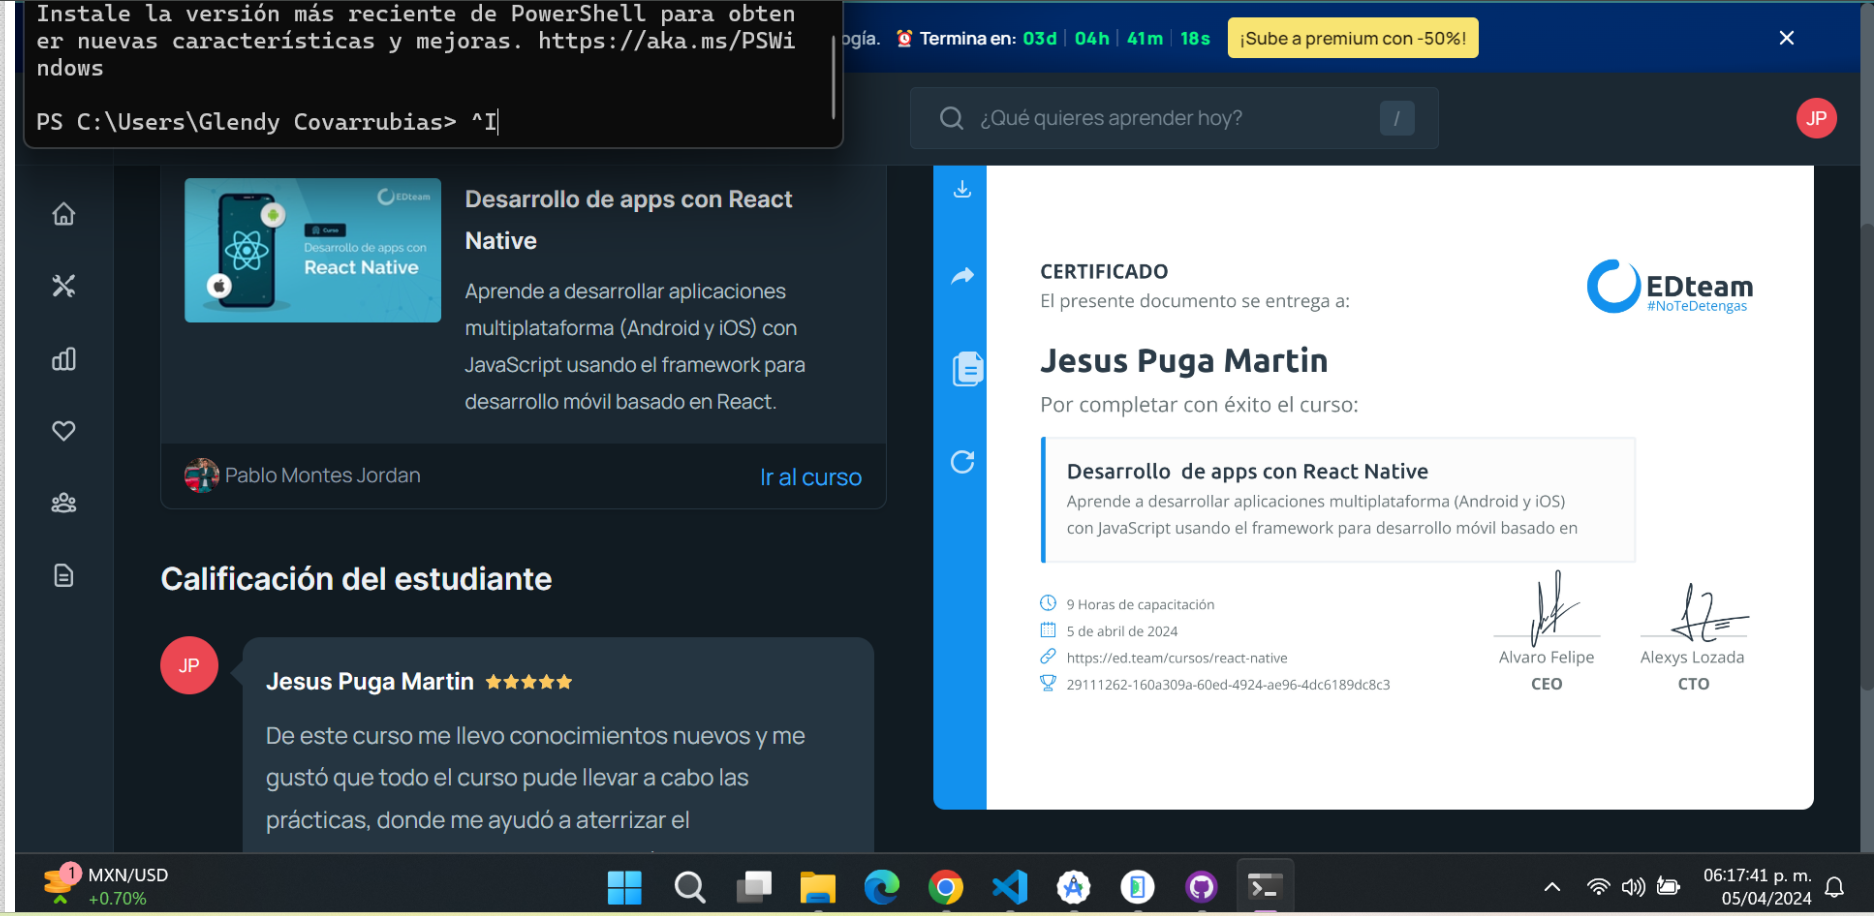 Instale la versión más reciente de PowerShell para obten
er nuevas características y mejoras. https://aka.ms/PSWi
ndows
PS C:\Users\Glendy Covarrubias> ^I
ogía. Termina en: 03d 04h 41m 18s ¡Sube a premium con -50%!
¿Qué quieres aprender hoy? /
JP
EDteam
Curso
Desarrollo de apps con
React Native
Desarrollo de apps con React
Native
Aprende a desarrollar aplicaciones
multiplataforma (Android y iOS) con
JavaScript usando el framework para
desarrollo móvil basado en React.
Pablo Montes Jordan
Ir al curso
Calificación del estudiante
JP
Jesus Puga Martin
De este curso me llevo conocimientos nuevos y me
gustó que todo el curso pude llevar a cabo las
prácticas, donde me ayudó a aterrizar el
CERTIFICADO
El presente documento se entrega a:
EDteam
#NoTeDetengas
Jesus Puga Martin
Por completar con éxito el curso:
Desarrollo de apps con React Native
Aprende a desarrollar aplicaciones multiplataforma (Android y iOS)
con JavaScript usando el framework para desarrollo móvil basado en
9 Horas de capacitación
5 de abril de 2024
https://ed.team/cursos/react-native
29111262-160a309a-60ed-4924-ae96-4dc6189dc8c3
Alvaro Felipe
CEO
Alexys Lozada
CTO
1
MXN/USD
+0.70%
06:17:41 p. m.
05/04/2024